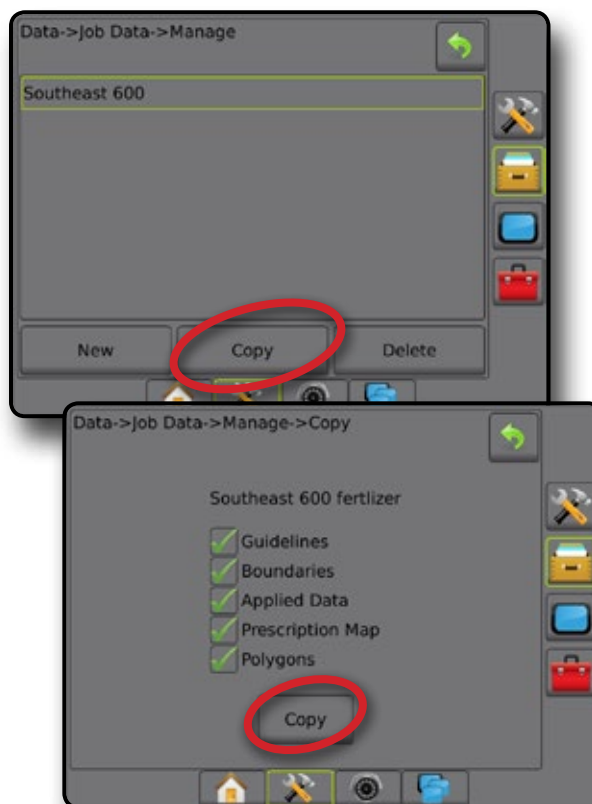 Data->Job Data->Manage
Southeast 600
New Copy Delete
Data->Job Data->Manage->Copy
Southeast 600 fertlizer
Guidelines
Boundaries
Applied Data
Prescription Map
Polygons
Copy